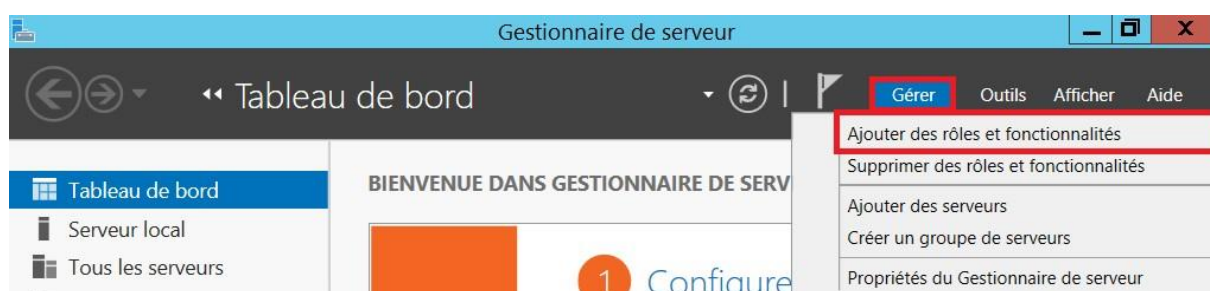 Gestionnaire de serveur
Tableau de bord
Gérer Outils Afficher Aide
Ajouter des rôles et fonctionnalités
Supprimer des rôles et fonctionnalités
Ajouter des serveurs
Créer un groupe de serveurs
Propriétés du Gestionnaire de serveur
Tableau de bord
Serveur local
Tous les serveurs
BIENVENUE DANS GESTIONNAIRE DE SERV
1 Configure